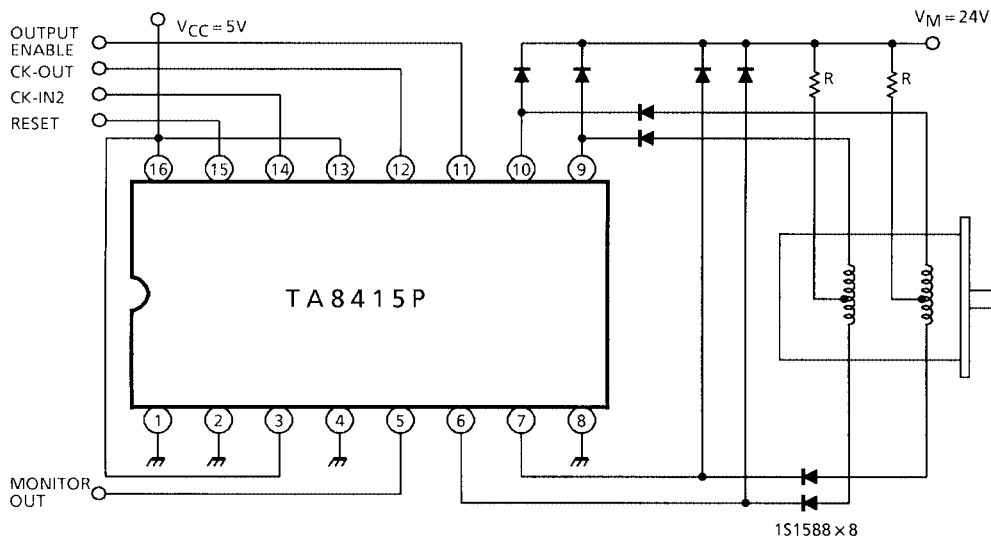 V_CC = 5V
V_M = 24V
OUTPUT
ENABLE
CK-OUT
CK-IN2
RESET
R
R
16
15
14
13
12
11
10
9
TA8415P
1
2
3
4
5
6
7
8
MONITOR
OUT
1S1588 × 8